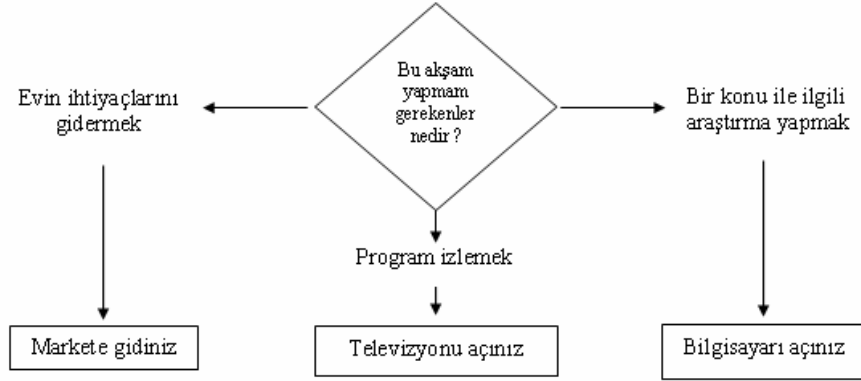 Bu akşam
yapmam
gerekenler
nedir ?
Evin ihtiyaçlarını
gidermek
Bir konu ile ilgili
araştırma yapmak
Program izlemek
Markete gidiniz
Televizyonu açınız
Bilgisayarı açınız